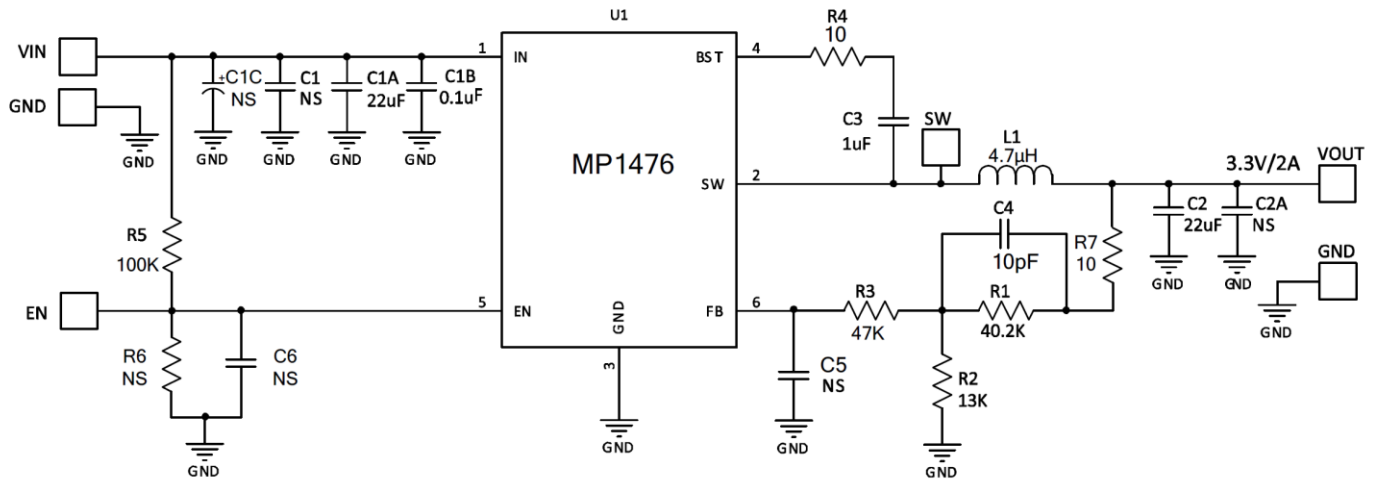 U1
VIN
GND
GND
+C1C
NS
GND
C1
NS
GND
C1A
22uF
GND
C1B
0.1uF
GND
R5
100K
EN
R6
NS
C6
NS
GND
1
IN
5
EN
MP1476
GND
3
GND
BST
4
SW
2
FB
6
R4
10
C3
1uF
SW
L1
4.7μH
3.3V/2A
VOUT
C4
10pF
R7
10
C2
22uF
GND
C2A
NS
GND
GND
GND
R3
47K
R1
40.2K
C5
NS
GND
R2
13K
GND